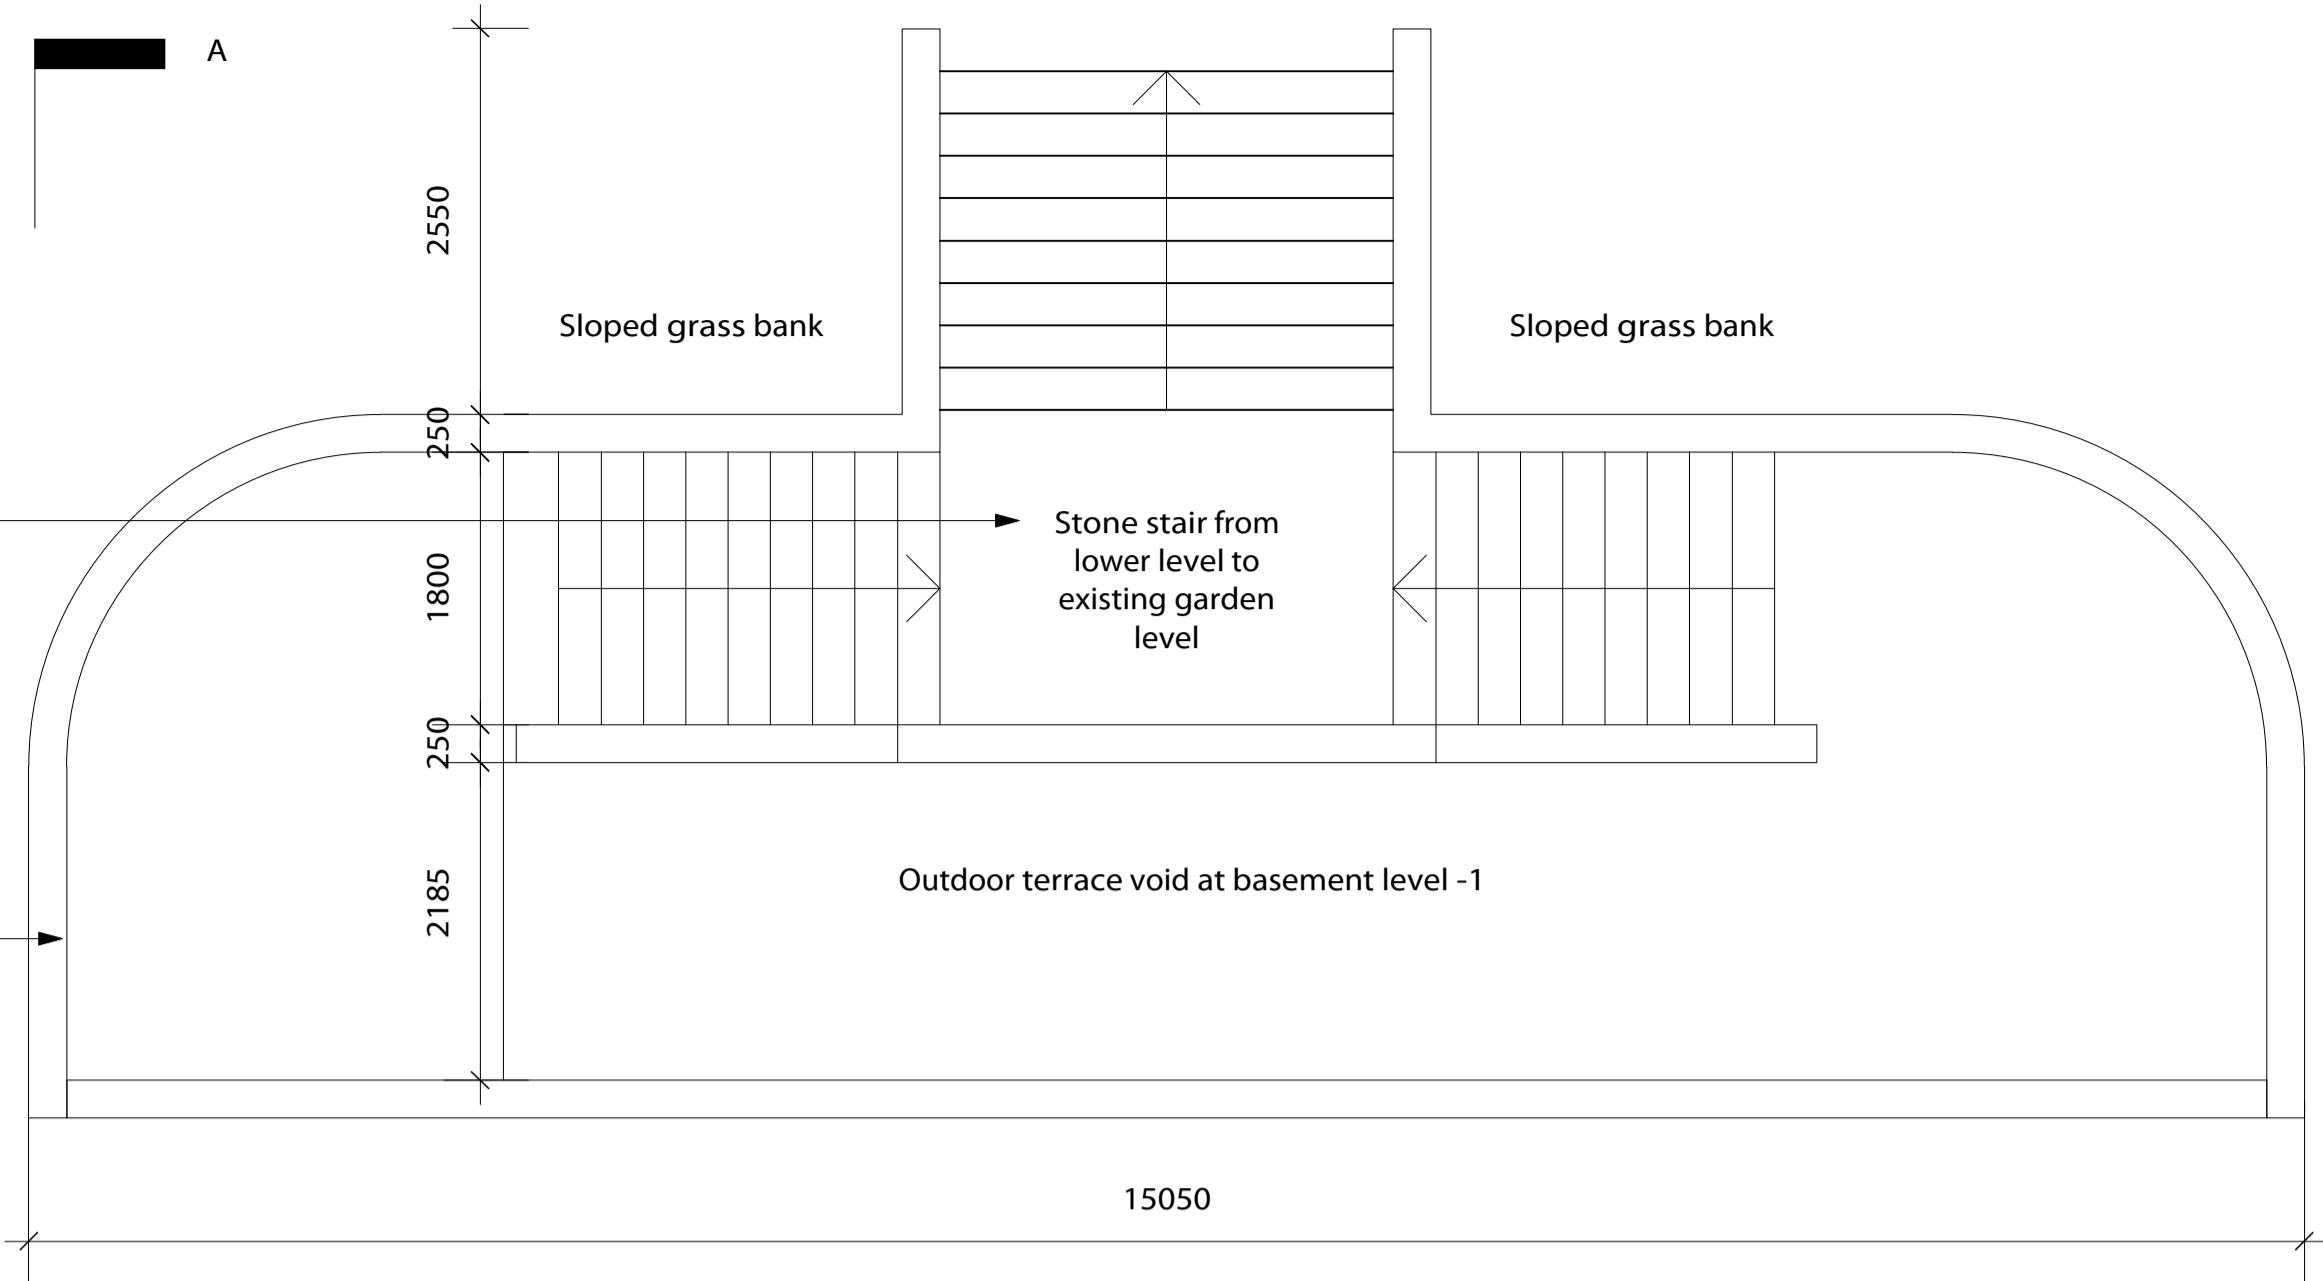 A
2550
Sloped grass bank
Sloped grass bank
250
Stone stair from
lower level to
existing garden
level
1800
250
Outdoor terrace void at basement level -1
2185
15050